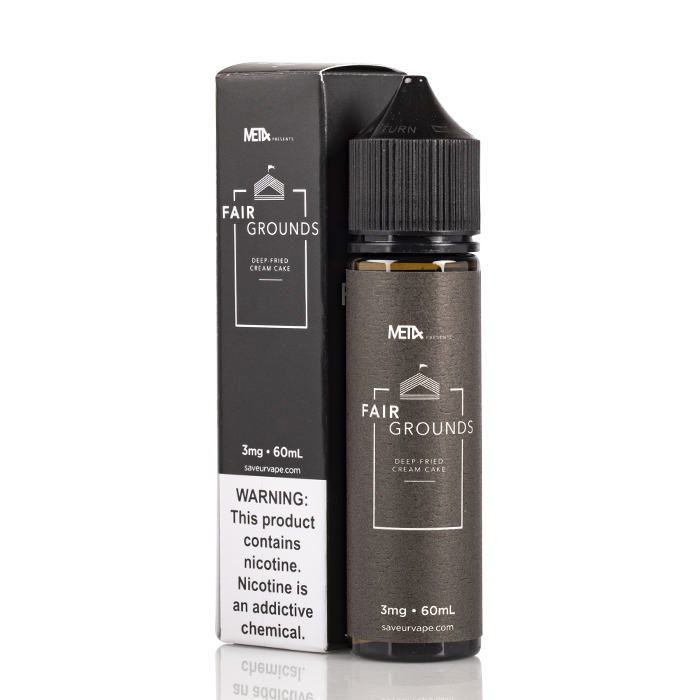 META PRESENTS
FAIR
GROUNDS
DEEP-FRIED
CREAM CAKE
3mg • 60mL
saveurvape.com
WARNING:
This product
contains
nicotine.
Nicotine is
an addictive
chemical.
TURN
META PRESENTS
FAIR
GROUNDS
DEEP-FRIED
CREAM CAKE
3mg • 60mL
saveurvape.com